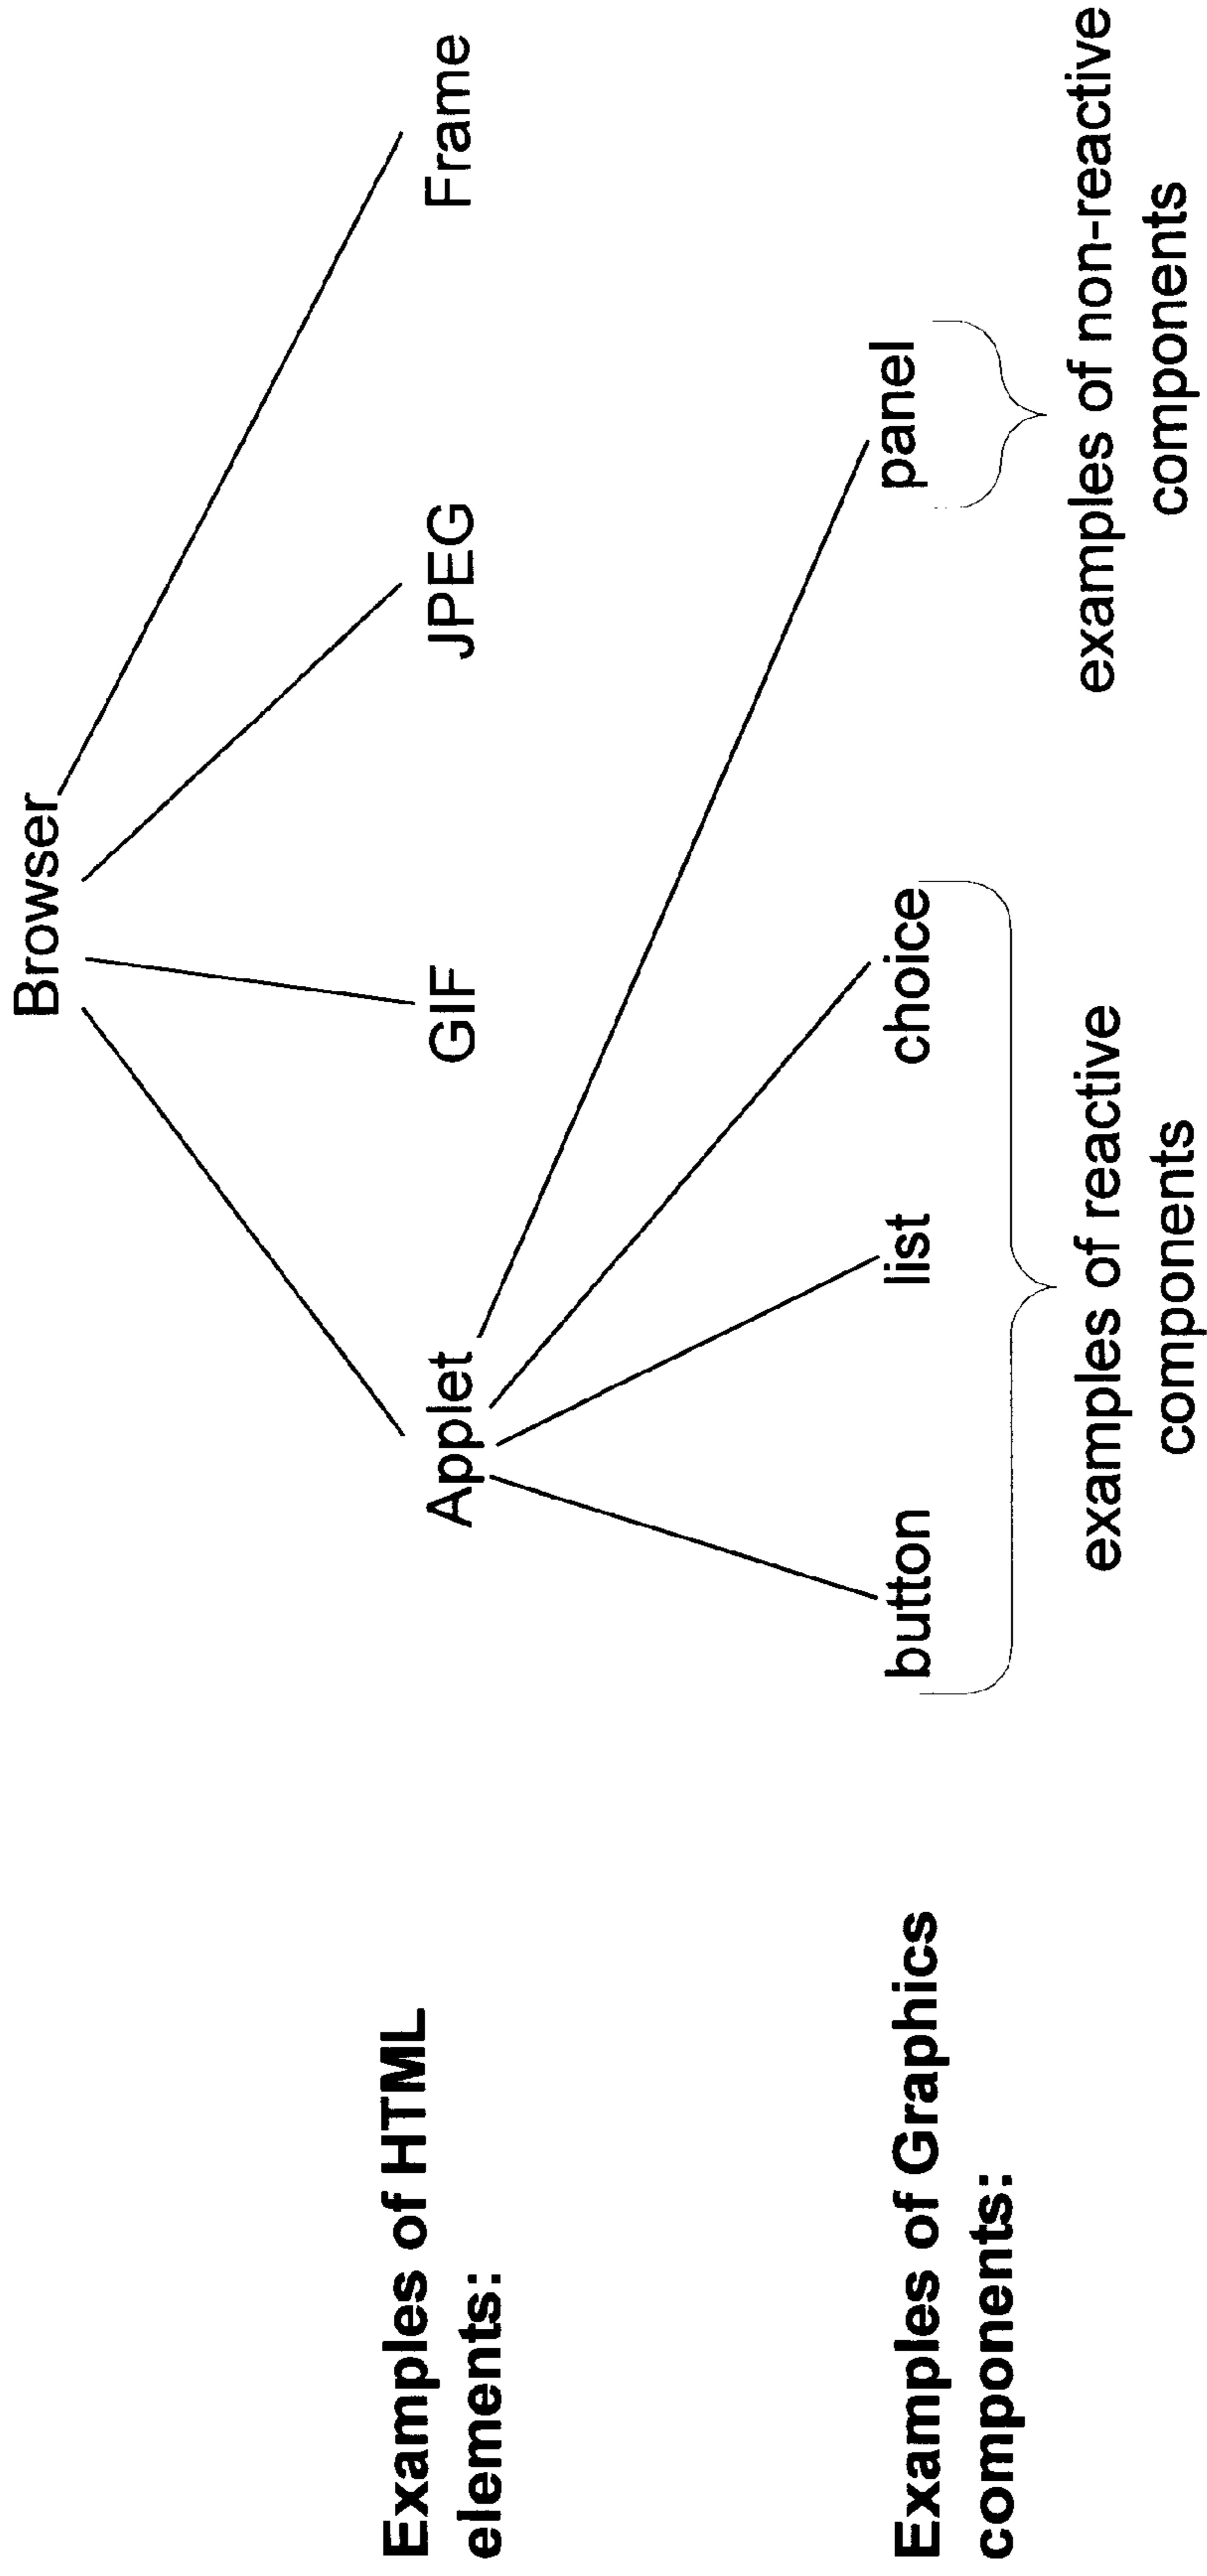 Browser
Examples of HTML
elements:
Applet
GIF
JPEG
Frame
Examples of Graphics
components:
button
list
choice
panel
examples of reactive
components
examples of non-reactive
components